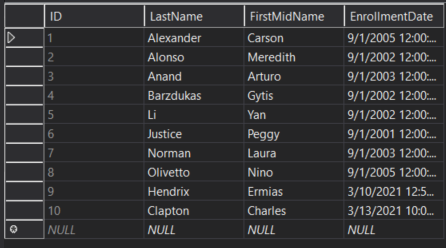 ID LastName FirstMidName EnrollmentDate
1 Alexander Carson 9/1/2005 12:00:...
2 Alonso Meredith 9/1/2002 12:00:...
3 Anand Arturo 9/1/2003 12:00:...
4 Barzdukas Gytis 9/1/2002 12:00:...
5 Li Yan 9/1/2002 12:00:...
6 Justice Peggy 9/1/2001 12:00:...
7 Norman Laura 9/1/2003 12:00:...
8 Olivetto Nino 9/1/2005 12:00:...
9 Hendrix Ermias 3/10/2021 12:5...
10 Clapton Charles 3/13/2021 10:0...
NULL NULL NULL NULL